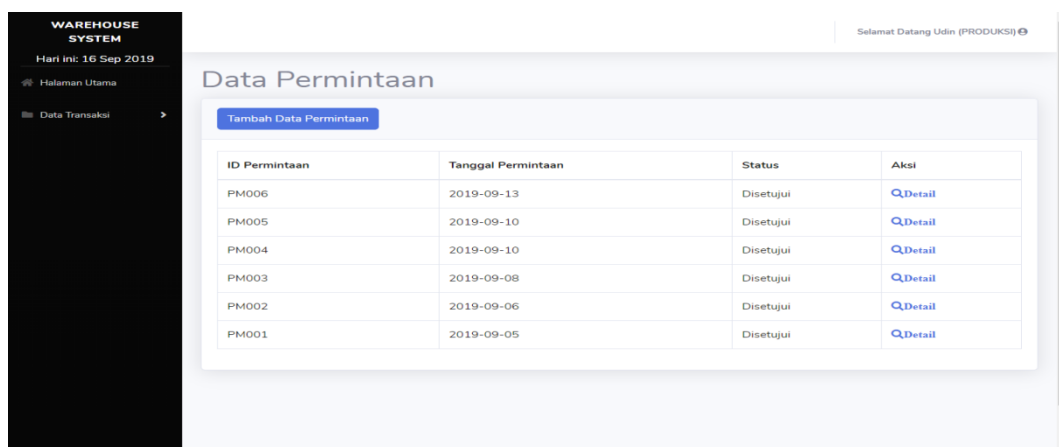 WAREHOUSE
SYSTEM
Hari ini: 16 Sep 2019
Halaman Utama
Data Transaksi
Selamat Datang Udin (PRODUKSI)
Data Permintaan
Tambah Data Permintaan
ID Permintaan Tanggal Permintaan Status Aksi
PM006 2019-09-13 Disetujui Detail
PM005 2019-09-10 Disetujui Detail
PM004 2019-09-10 Disetujui Detail
PM003 2019-09-08 Disetujui Detail
PM002 2019-09-06 Disetujui Detail
PM001 2019-09-05 Disetujui Detail